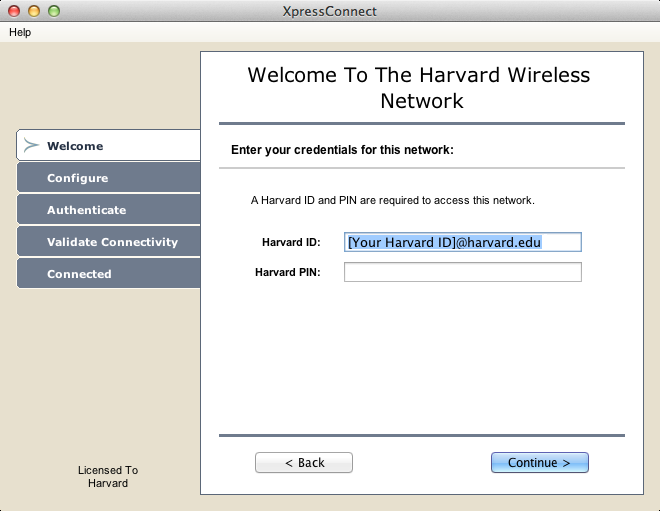 XpressConnect
Help
Welcome To The Harvard Wireless
Network
Welcome
Configure
Authenticate
Validate Connectivity
Connected
Enter your credentials for this network:
A Harvard ID and PIN are required to access this network.
Harvard ID: [Your Harvard ID]@harvard.edu
Harvard PIN:
< Back
Continue >
Licensed To
Harvard